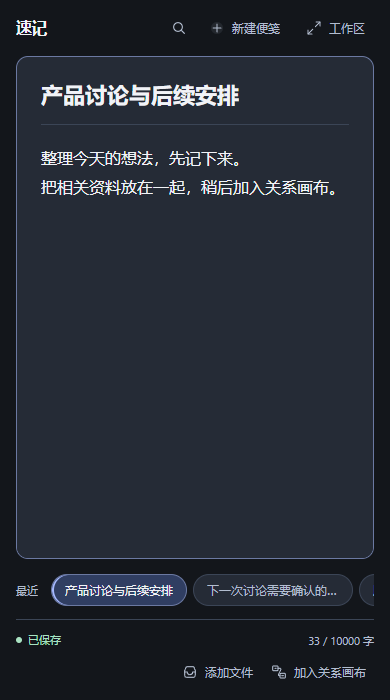 速记
新建便笺
工作区
产品讨论与后续安排
整理今天的想法，先记下来。
把相关资料放在一起，稍后加入关系画布。
最近
产品讨论与后续安排
下一次讨论需要确认的...
已保存
33 / 10000 字
添加文件
加入关系画布